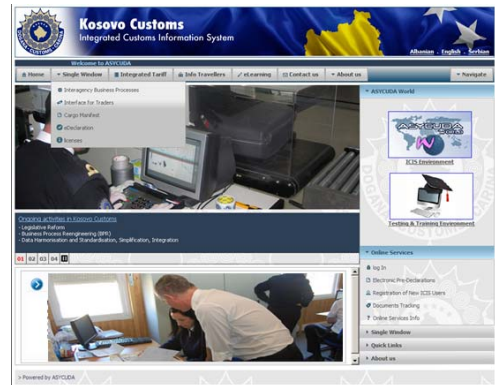 Kosovo Customs
Integrated Customs Information System
Albanian . English . Serbian
Welcome to ASYCUDA
Home
Single Window
Integrated Tariff
Info Travellers
eLearning
Contact us
About us
Navigate
Interagency Business Processes
Interface for Traders
Cargo Manifest
eDeclaration
licenses
Ongoing activities in Kosovo Customs
- Legislative Reform
- Business Process Reengineering (BPR)
- Data Harmonisation and Standardisation, Simplification, Integration
01 02 03 04
ASYCUDA World
ASYCUDA
ICIS Environment
Testing & Training Environment
Online Services
log In
Electronic Pre-Declarations
Registration of New ICIS Users
Documents Tracking
Online Services Info
Single Window
Quick Links
About us
> Powered by ASYCUDA